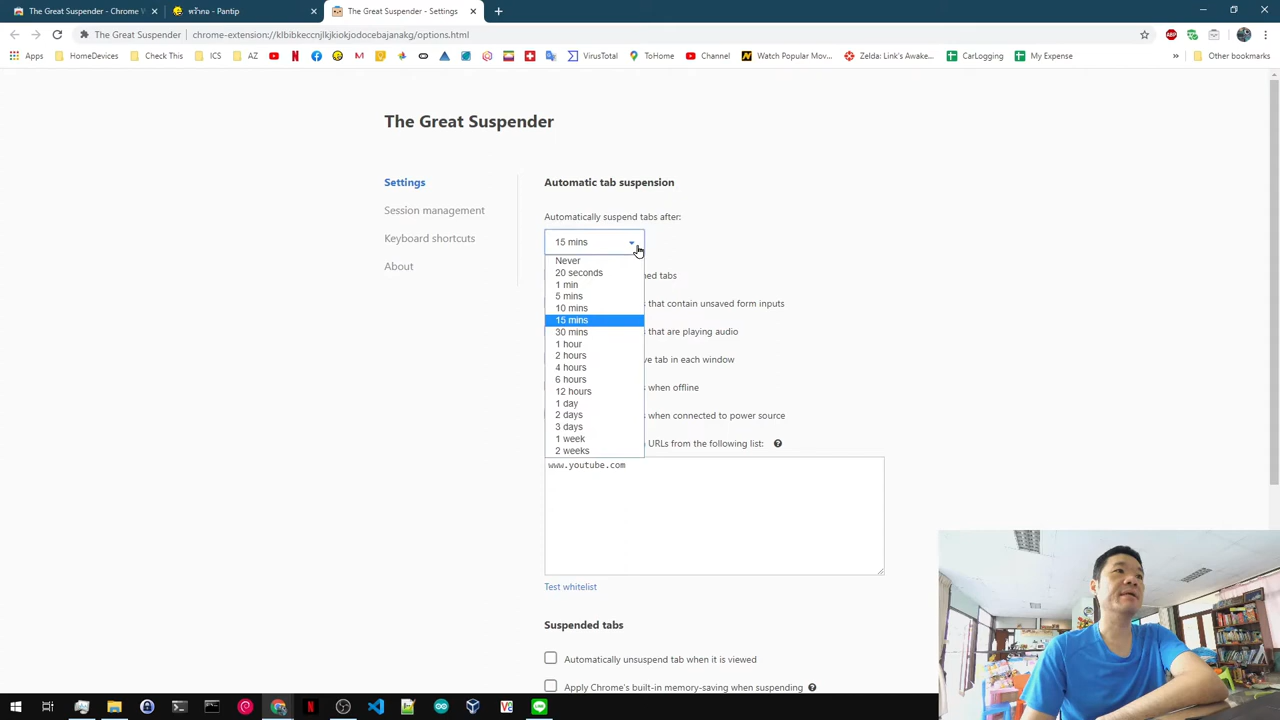 The Great Suspender - Chrome
หน้าแรก - Pantip
The Great Suspender - Settings
The Great Suspender
chrome-extension://klbibkeccnjlkjkiokjodocebajanakg/options.html
Apps
HomeDevices
Check This
ICS
AZ
VirusTotal
ToHome
Channel
Watch Popular Mov...
Zelda: Link's Awake...
CarLogging
My Expense
»
Other bookmarks
The Great Suspender
Settings
Session management
Keyboard shortcuts
About
Automatic tab suspension
Automatically suspend tabs after:
15 mins
Never
20 seconds
1 min
5 mins
10 mins
15 mins
30 mins
1 hour
2 hours
4 hours
6 hours
12 hours
1 day
2 days
3 days
1 week
2 weeks
tabs
that contain unsaved form inputs
that are playing audio
tab in each window
when offline
when connected to power source
URLs from the following list:
www.youtube.com
Test whitelist
Suspended tabs
Automatically unsuspend tab when it is viewed
Apply Chrome's built-in memory-saving when suspending